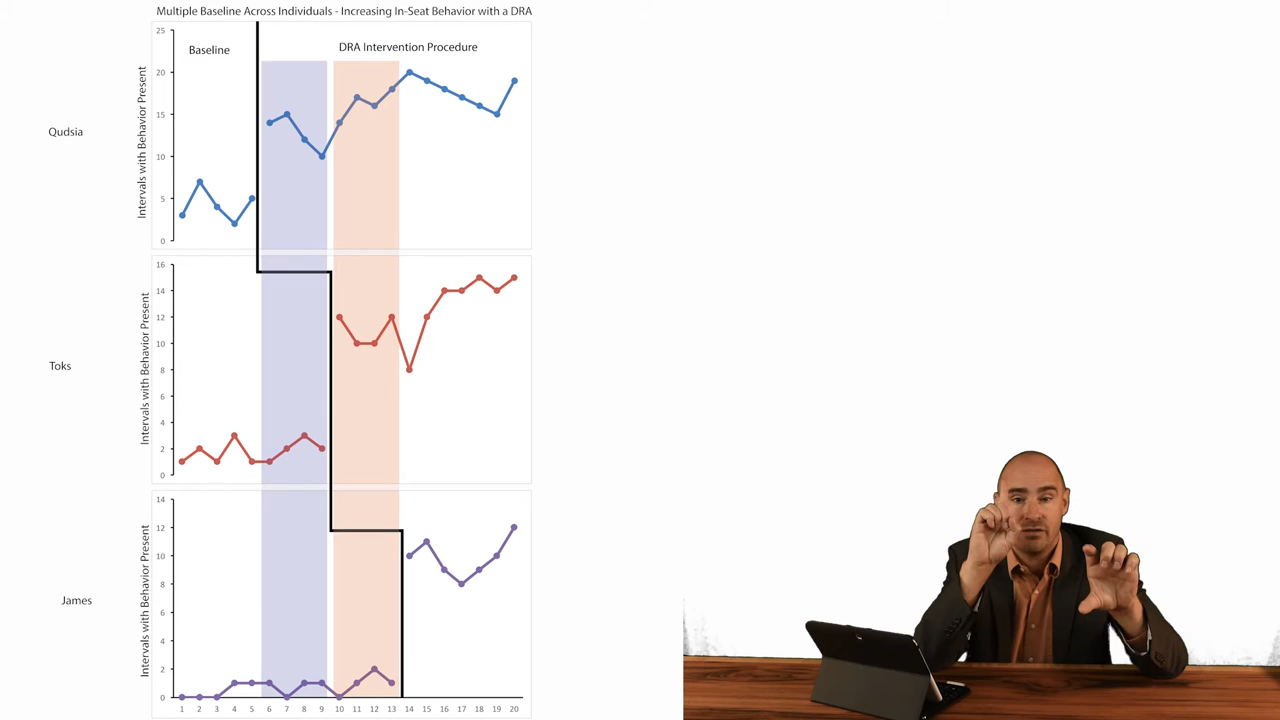 Multiple Baseline Across Individuals - Increasing In-Seat Behavior with a DRA
Baseline
DRA Intervention Procedure
Qudsia
Intervals with Behavior Present
25
20
15
10
5
0
Toks
Intervals with Behavior Present
16
14
12
10
8
6
4
2
0
James
Intervals with Behavior Present
14
12
10
8
6
4
2
0
1 2 3 4 5 6 7 8 9 10 11 12 13 14 15 16 17 18 19 20